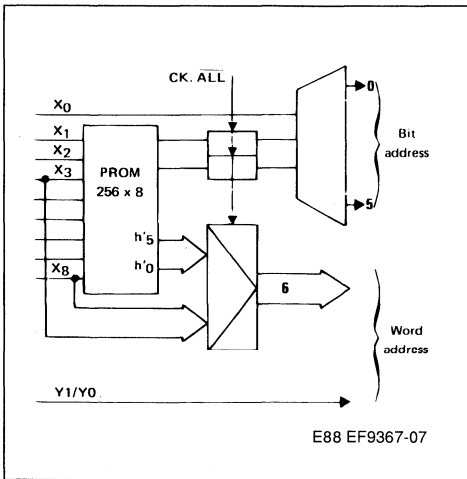 CK. ALL
X0
X1
X2
X3
PROM
256 x 8
h'5
h'0
X8
0
Bit
address
5
6
Word
address
Y1/Y0
E88 EF9367-07